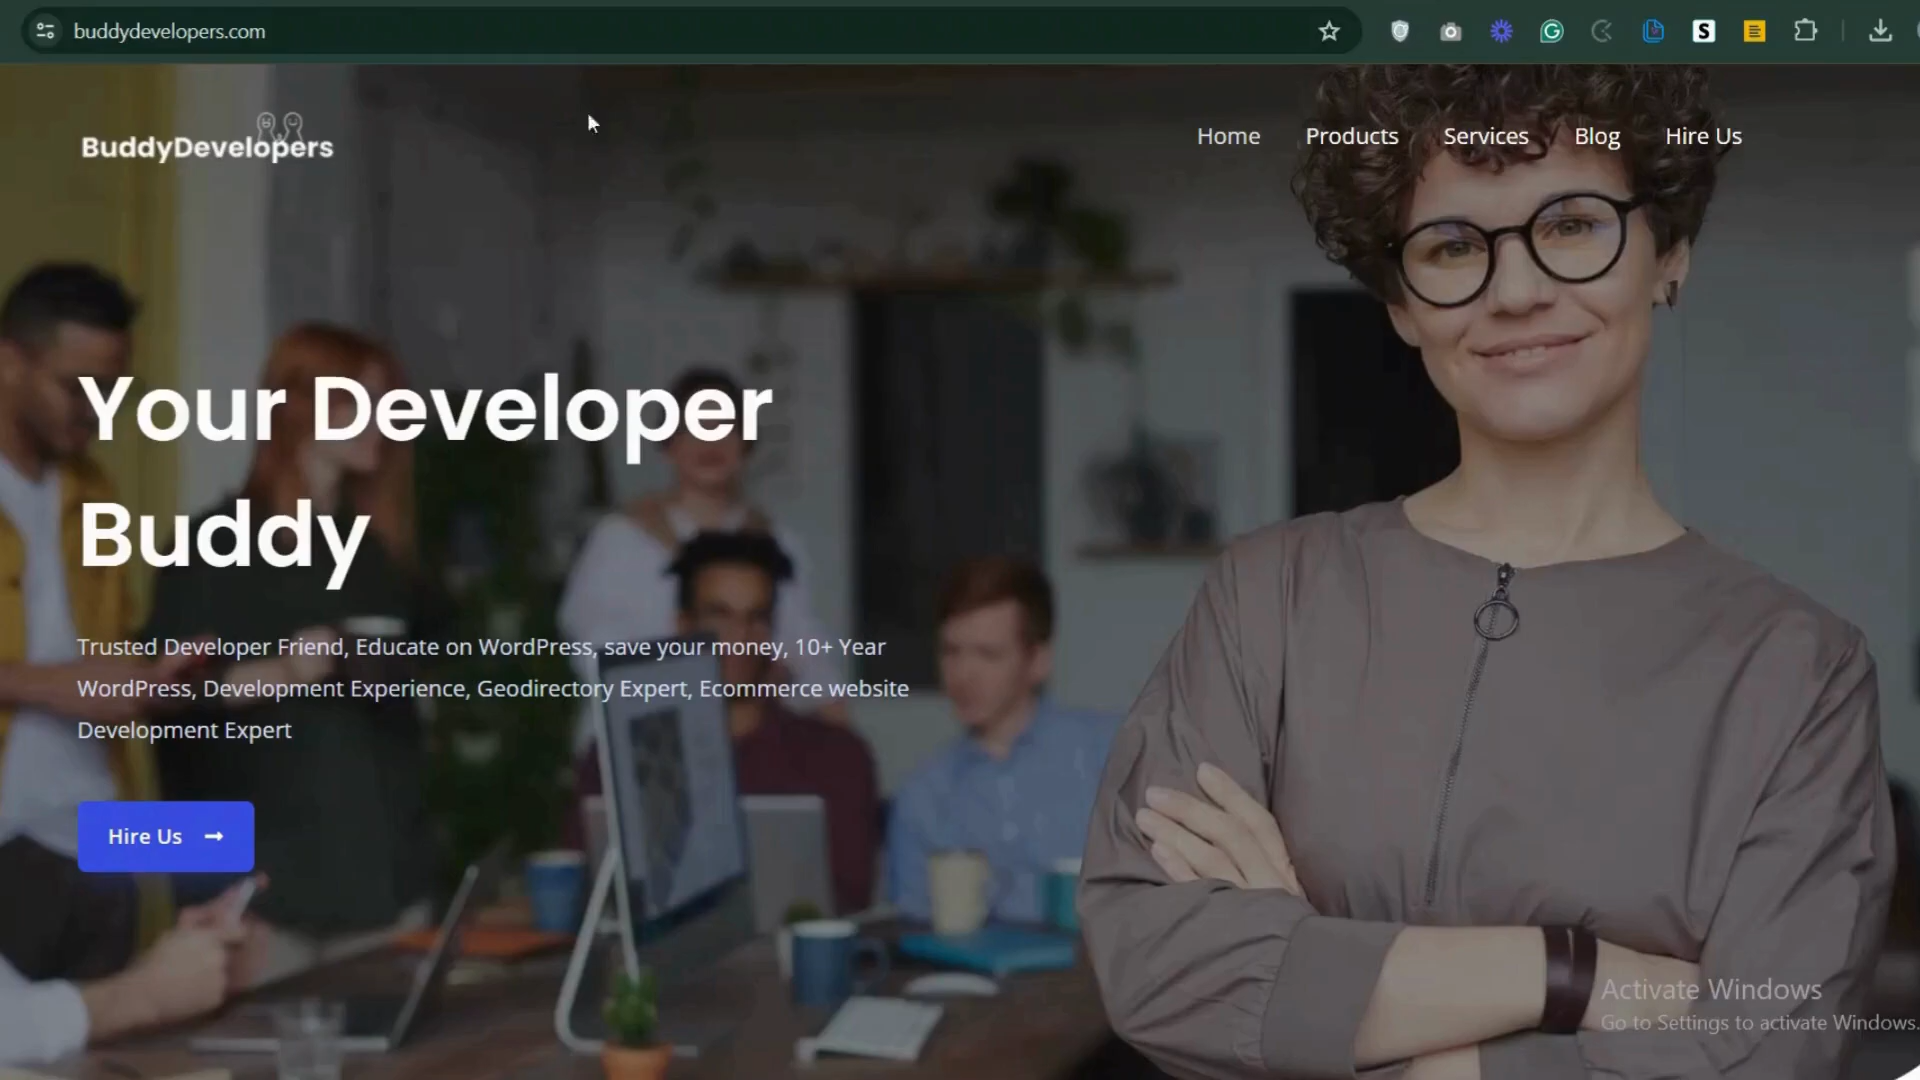 buddydevelopers.com
BuddyDevelopers
Home Products Services Blog Hire Us
Your Developer
Buddy
Trusted Developer Friend, Educate on WordPress, save your money, 10+ Year
WordPress, Development Experience, Geodirectory Expert, Ecommerce website
Development Expert
Hire Us
Activate Windows
Go to Settings to activate Windows.